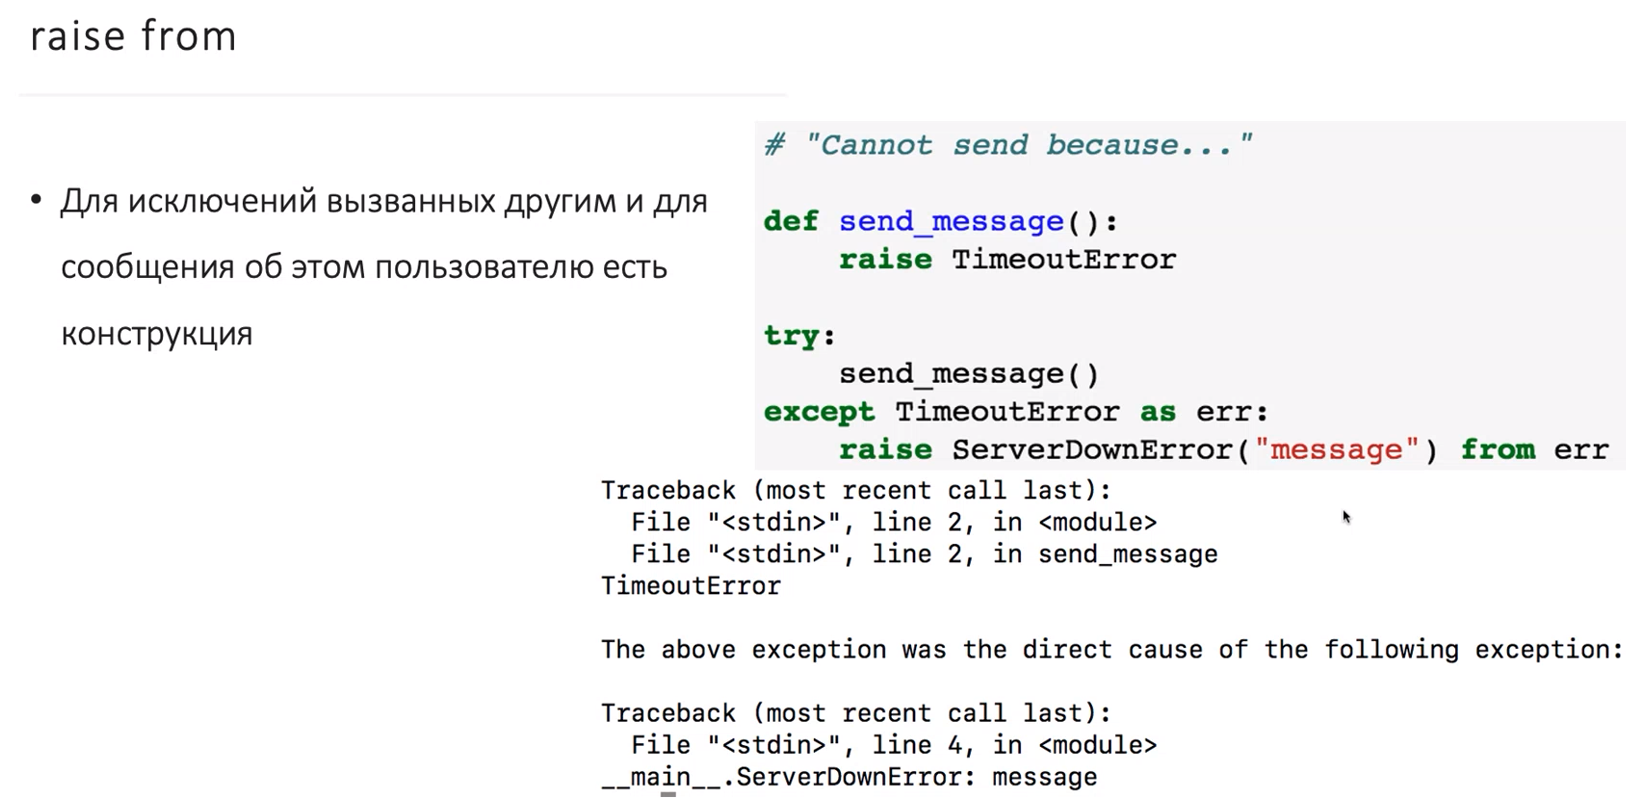 raise from
• Для исключений вызванных другим и для
сообщения об этом пользователю есть
конструкция
# "Cannot send because..."
def send_message():
    raise TimeoutError
try:
    send_message()
except TimeoutError as err:
    raise ServerDownError("message") from err
Traceback (most recent call last):
  File "<stdin>", line 2, in <module>
  File "<stdin>", line 2, in send_message
TimeoutError
The above exception was the direct cause of the following exception:
Traceback (most recent call last):
  File "<stdin>", line 4, in <module>
__main__.ServerDownError: message